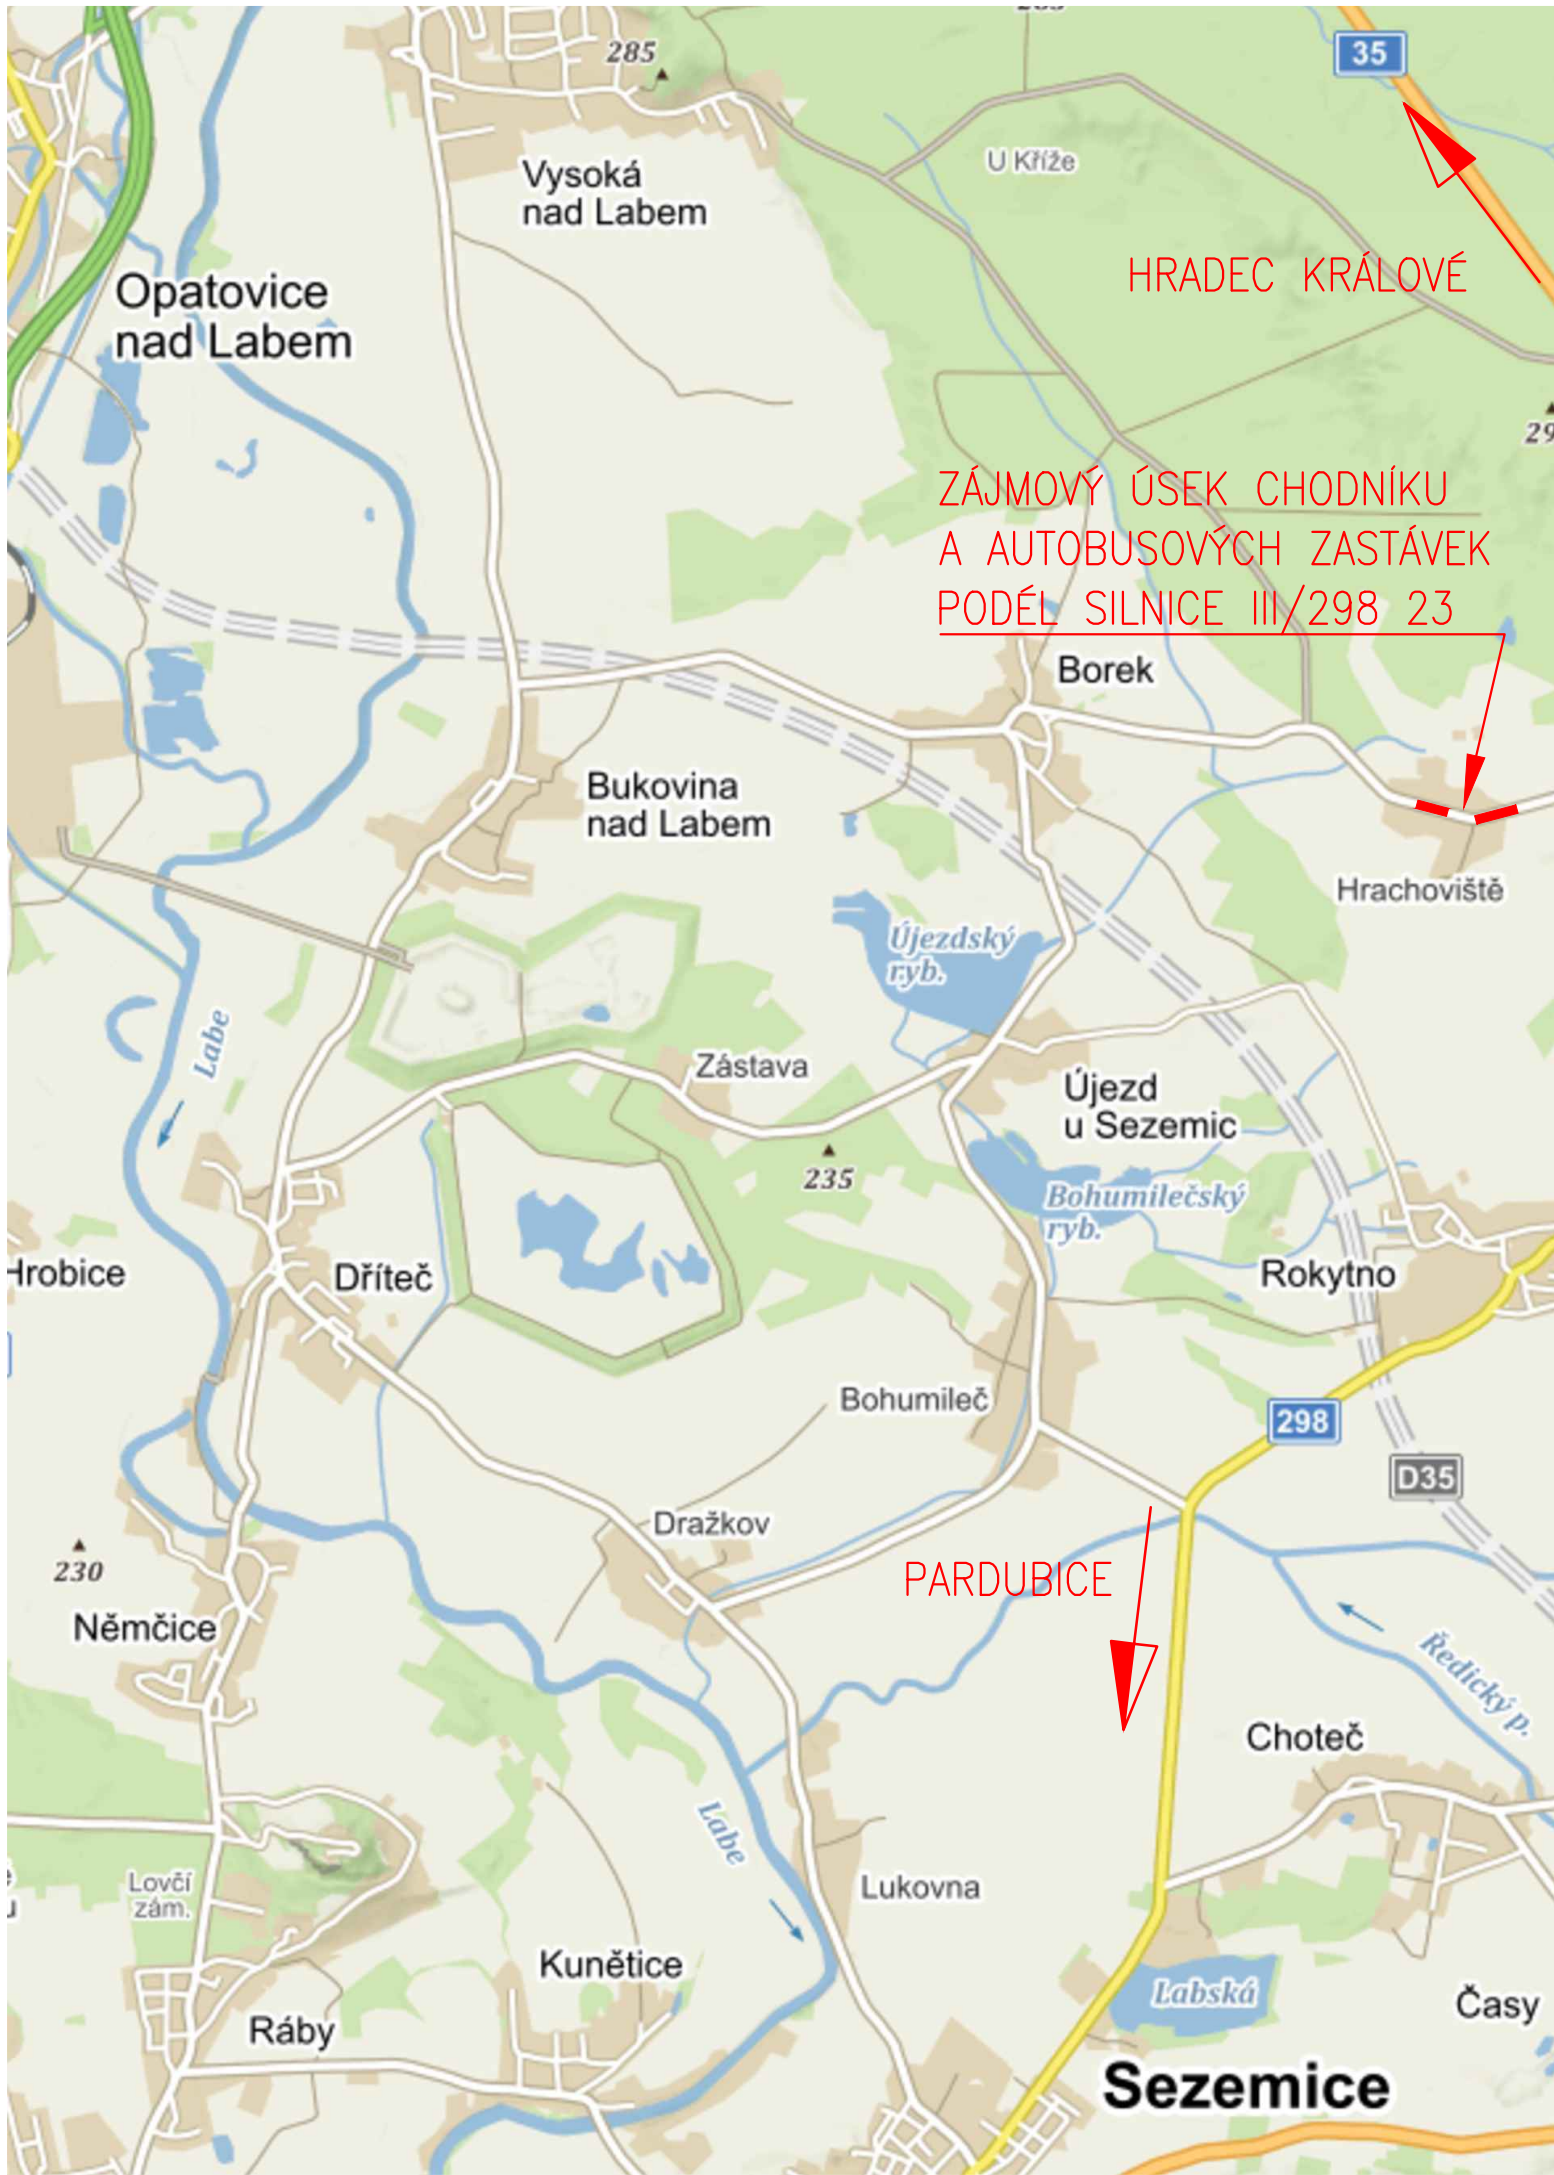 285
35
Vysoká
nad Labem
U Kříže
HRADEC KRÁLOVÉ
Opatovice
nad Labem
ZÁJMOVÝ ÚSEK CHODNÍKU
A AUTOBUSOVÝCH ZASTÁVEK
PODÉL SILNICE III/298 23
Borek
Bukovina
nad Labem
Hrachoviště
Újezdský
ryb.
Labe
Zástava
Újezd
u Sezemic
235
Bohumilečský
ryb.
Hrobice
Dříteč
Rokytno
Bohumileč
298
D35
Dražkov
230
PARDUBICE
Němčice
Ředický p.
Choteč
Labe
Lovčí
zám.
Lukovna
Kunětice
Labská
Časy
Ráby
Sezemice